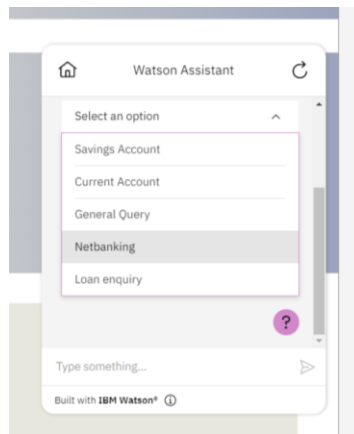 Watson Assistant
Select an option
Savings Account
Current Account
General Query
Netbanking
Loan enquiry
?
Type something...
Built with IBM Watson®